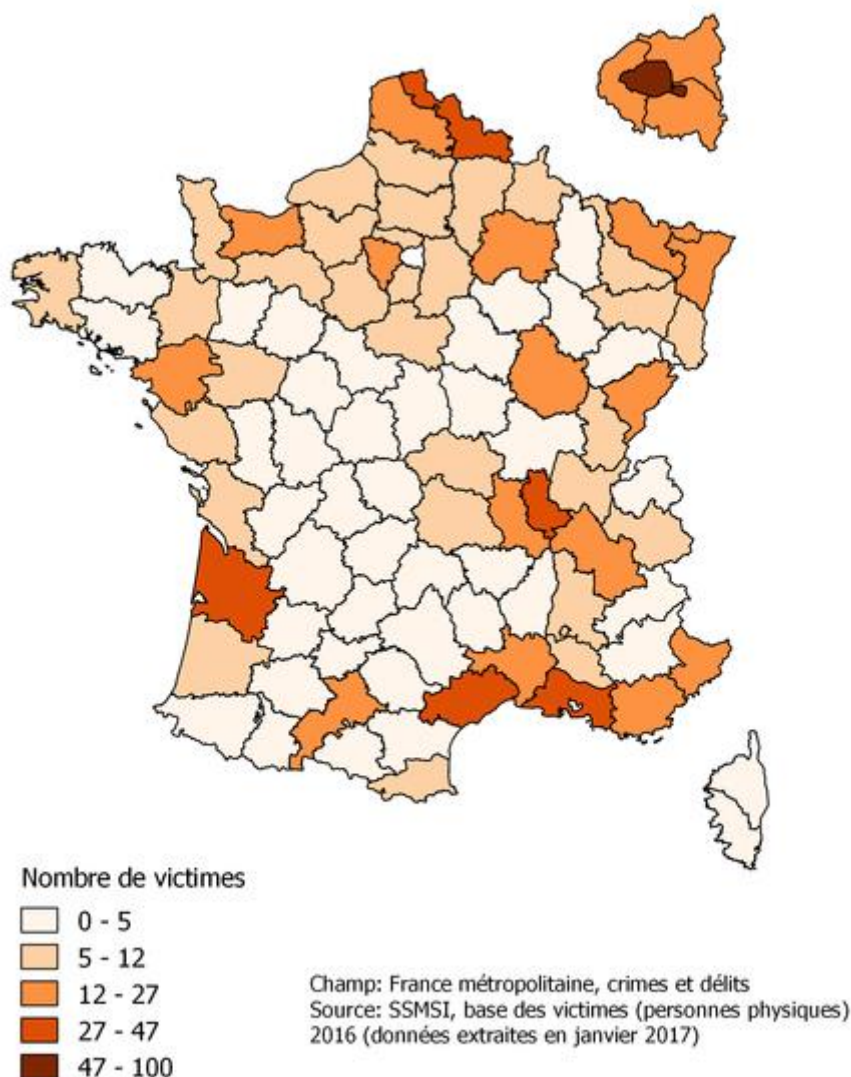 Nombre de victimes
0 - 5
5 - 12
12 - 27
27 - 47
47 - 100
Champ: France métropolitaine, crimes et délits
Source: SSMSI, base des victimes (personnes physiques)
2016 (données extraites en janvier 2017)